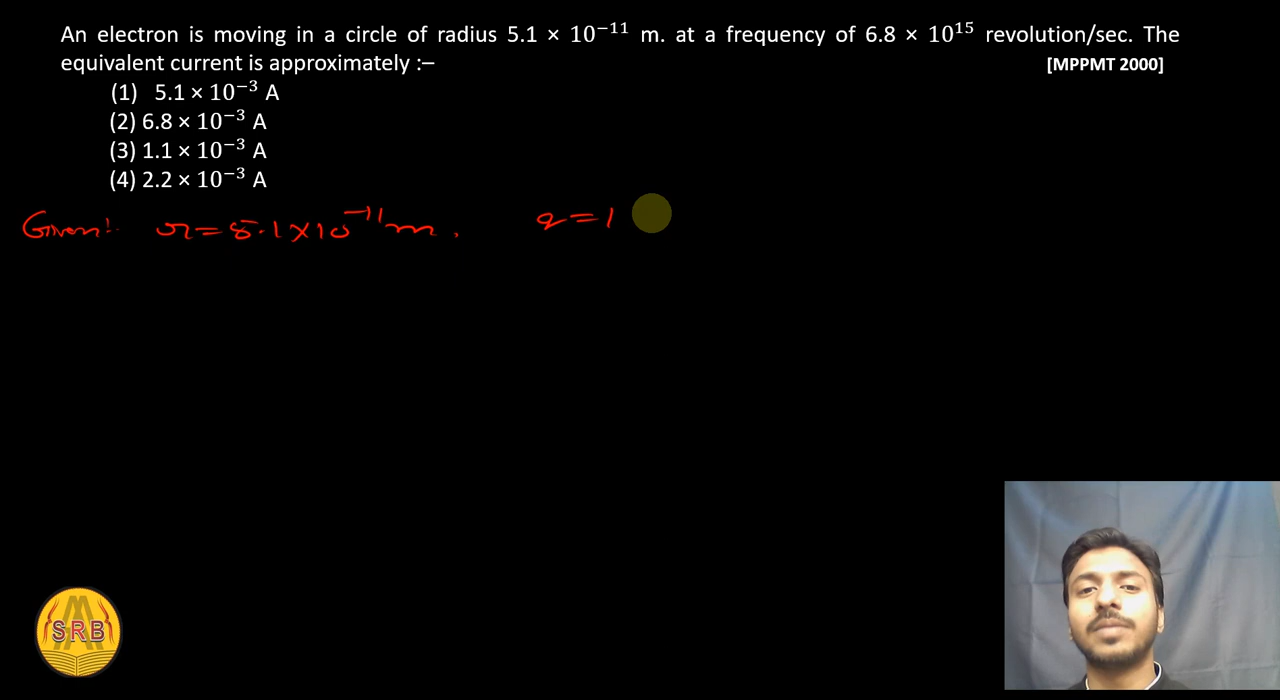 An electron is moving in a circle of radius 5.1 × 10⁻¹¹ m. at a frequency of 6.8 × 10¹⁵ revolution/sec. The
equivalent current is approximately :–
[MPPMT 2000]
(1) 5.1 × 10⁻³ A
(2) 6.8 × 10⁻³ A
(3) 1.1 × 10⁻³ A
(4) 2.2 × 10⁻³ A
Given:- r = 5.1 × 10⁻¹¹ m. q = 1
SRB